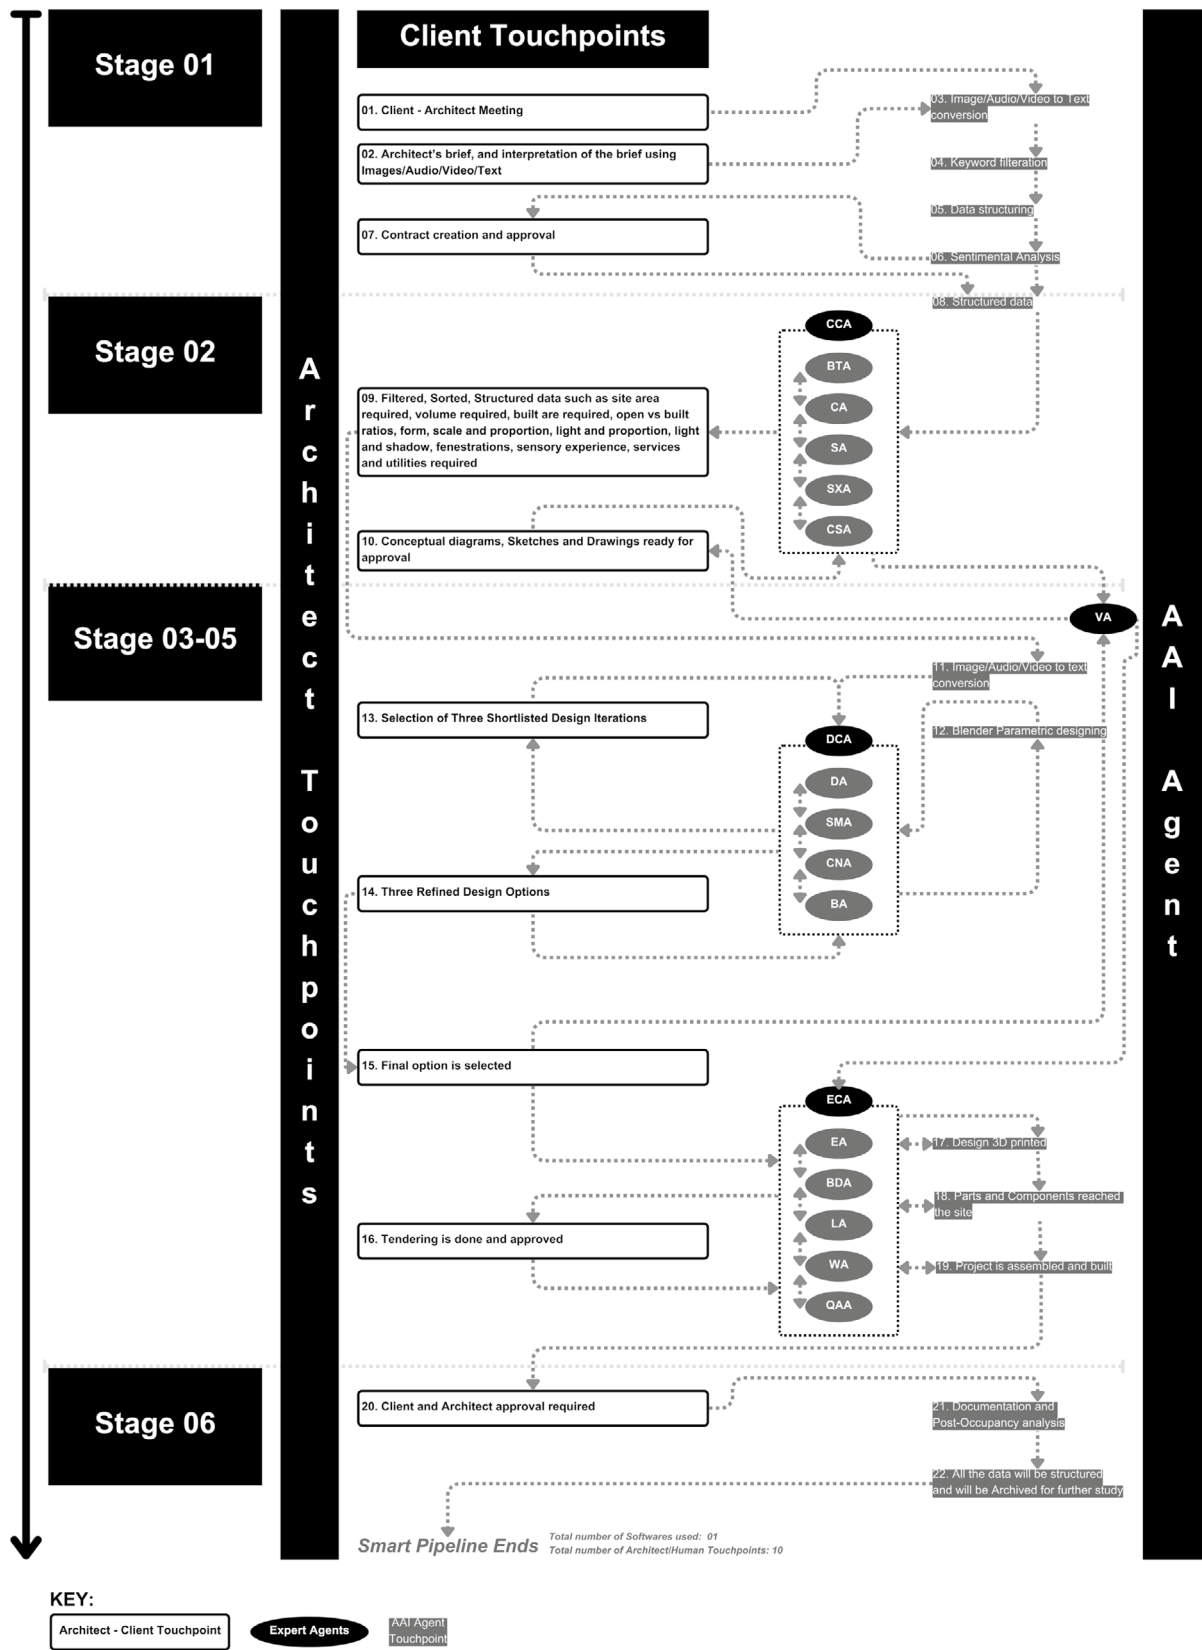 Client Touchpoints
Stage 01
01. Client - Architect Meeting
03. Image/Audio/Video to Text
conversion
02. Architect's brief, and interpretation of the brief using
Images/Audio/Video/Text
04. Keyword filteration
05. Data structuring
07. Contract creation and approval
06. Sentimental Analysis
08. Structured data
Stage 02
CCA
BTA
CA
SA
SXA
CSA
09. Filtered, Sorted, Structured data such as site area
required, volume required, built are required, open vs built
ratios, form, scale and proportion, light and proportion, light
and shadow, fenestrations, sensory experience, services
and utilities required
10. Conceptual diagrams, Sketches and Drawings ready for
approval
Architect Touchpoints
AAI Agent
Stage 03-05
VA
11. Image/Audio/Video to text
conversion
13. Selection of Three Shortlisted Design Iterations
12. Blender Parametric designing
DCA
DA
SMA
CNA
BA
14. Three Refined Design Options
15. Final option is selected
ECA
EA
BDA
LA
WA
QAA
17. Design 3D printed
18. Parts and Components reached
the site
16. Tendering is done and approved
19. Project is assembled and built
Stage 06
20. Client and Architect approval required
21. Documentation and
Post-Occupancy analysis
22. All the data will be structured
and will be Archived for further study
Smart Pipeline Ends
Total number of Softwares used: 01
Total number of Architect/Human Touchpoints: 10
KEY:
Architect - Client Touchpoint
Expert Agents
AAI Agent
Touchpoint